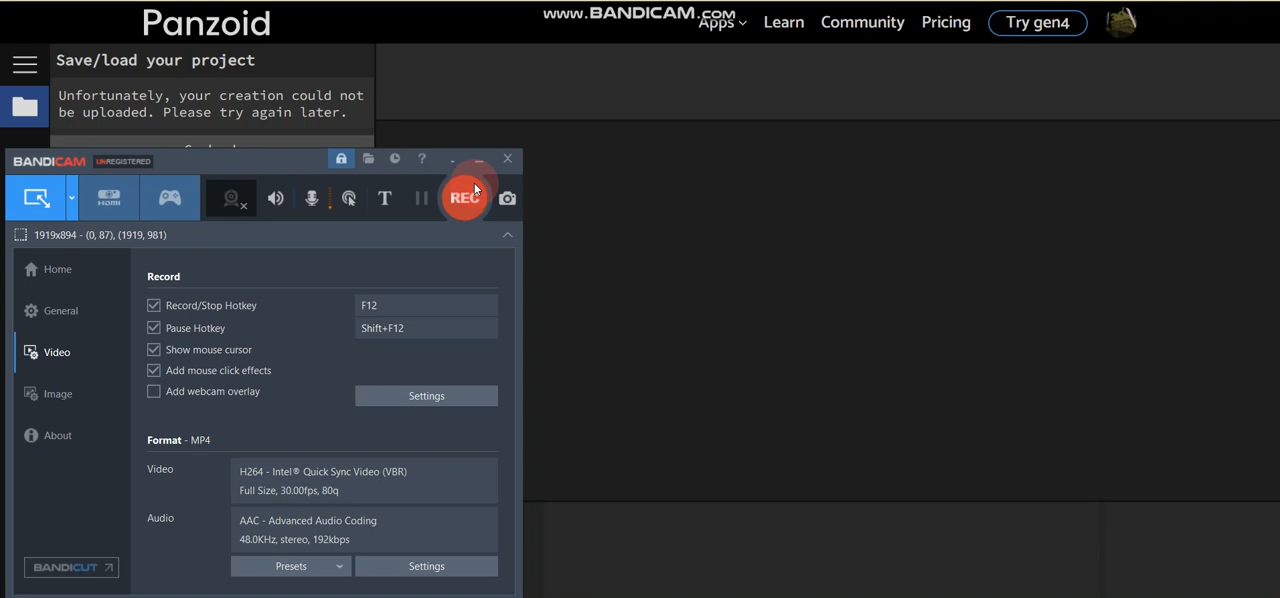 Panzoid
www.BANDICAM.com
Apps
Learn
Community
Pricing
Try gen4
Save/load your project
Unfortunately, your creation could not
be uploaded. Please try again later.
BANDICAM
UNREGISTERED
?
HDMI
T
REC
1919x894 - (0, 87), (1919, 981)
Home
General
Video
Image
About
BANDICUT
Record
Record/Stop Hotkey
F12
Pause Hotkey
Shift+F12
Show mouse cursor
Add mouse click effects
Add webcam overlay
Settings
Format - MP4
Video
H264 - Intel® Quick Sync Video (VBR)
Full Size, 30.00fps, 80q
Audio
AAC - Advanced Audio Coding
48.0KHz, stereo, 192kbps
Presets
Settings